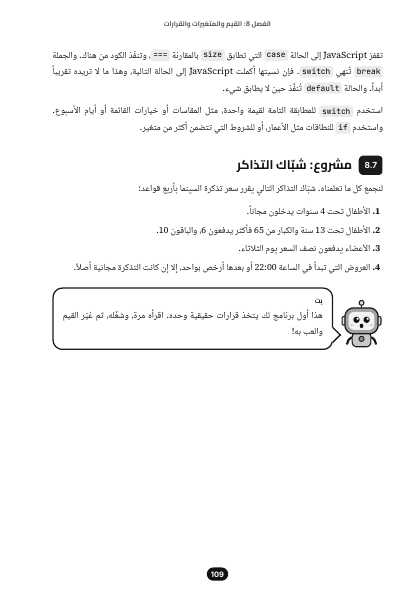 الفصل 8: القيم والمتغيرات والقرارات
تقفز JavaScript إلى الحالة case التي تطابق size بالمقارنة ===، وتنفّذ الكود من هناك. والجملة
break تُنهي switch. فإن نسيتها أكملت JavaScript إلى الحالة التالية، وهذا ما لا تريده تقريباً
أبداً. والحالة default تُنفَّذ حين لا يطابق شيء.
استخدم switch للمطابقة التامة لقيمة واحدة، مثل المقاسات أو خيارات القائمة أو أيام الأسبوع.
واستخدم if للنطاقات مثل الأعمار، أو للشروط التي تتضمن أكثر من متغير.
8.7 مشروع: شبّاك التذاكر
لنجمع كل ما تعلمناه. شبّاك التذاكر التالي يقرر سعر تذكرة السينما بأربع قواعد:
1. الأطفال تحت 4 سنوات يدخلون مجاناً.
2. الأطفال تحت 13 سنة والكبار من 65 فأكثر يدفعون 6، والباقون 10.
3. الأعضاء يدفعون نصف السعر يوم الثلاثاء.
4. العروض التي تبدأ في الساعة 22:00 أو بعدها أرخص بواحد، إلا إن كانت التذكرة مجانية أصلاً.
بت
هذا أول برنامج لك يتخذ قرارات حقيقية وحده. اقرأه مرة، وشغّله، ثم غيّر القيم
والعب به!
109